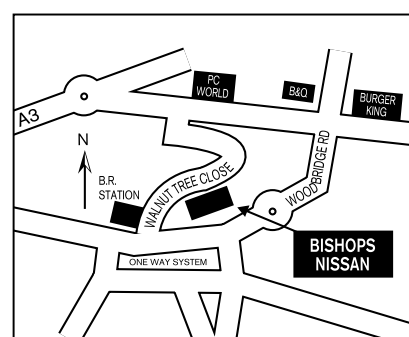 PC
WORLD
B&Q
BURGER
KING
A3
N
B.R.
STATION
WALNUT TREE CLOSE
WOODBRIDGE RD
BISHOPS
NISSAN
ONE WAY SYSTEM